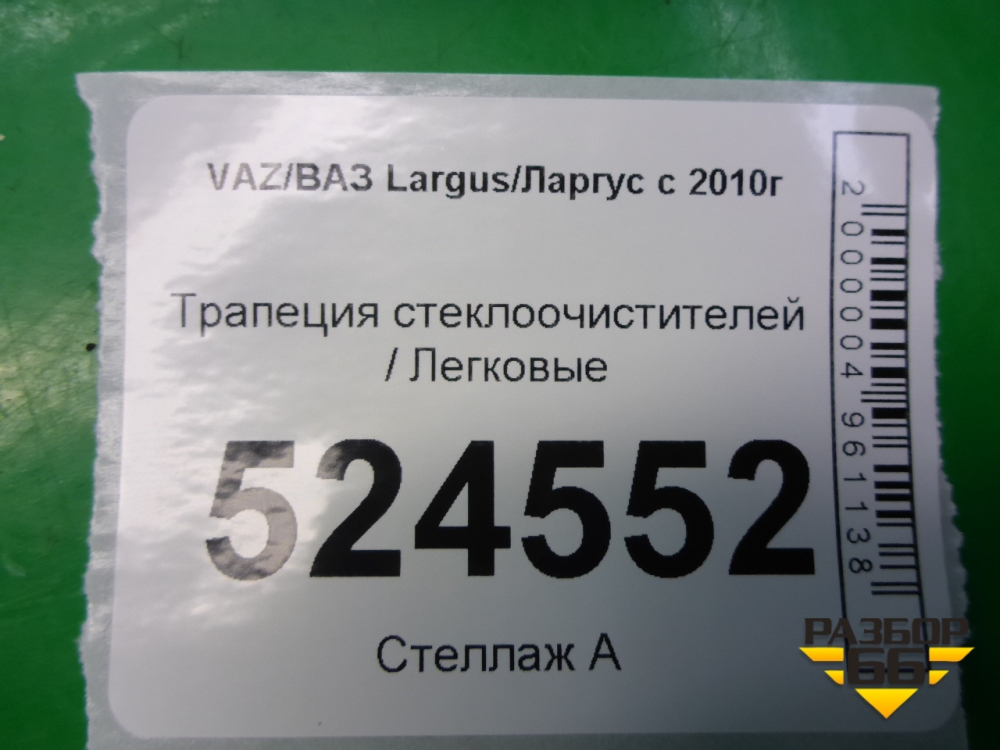 VAZ/ВАЗ Largus/Ларгус с 2010г
Трапеция стеклоочистителей
/ Легковые
524552
Стеллаж А
2000004961138
РАЗБОР
66